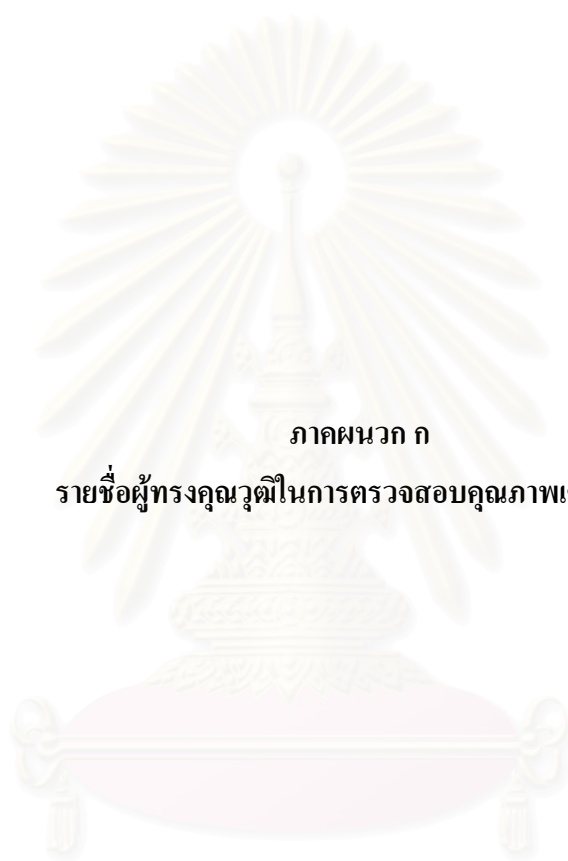 ภาคผนวก ก
รายชื่อผู้ทรงคุณวุฒิในการตรวจสอบคุณภาพ